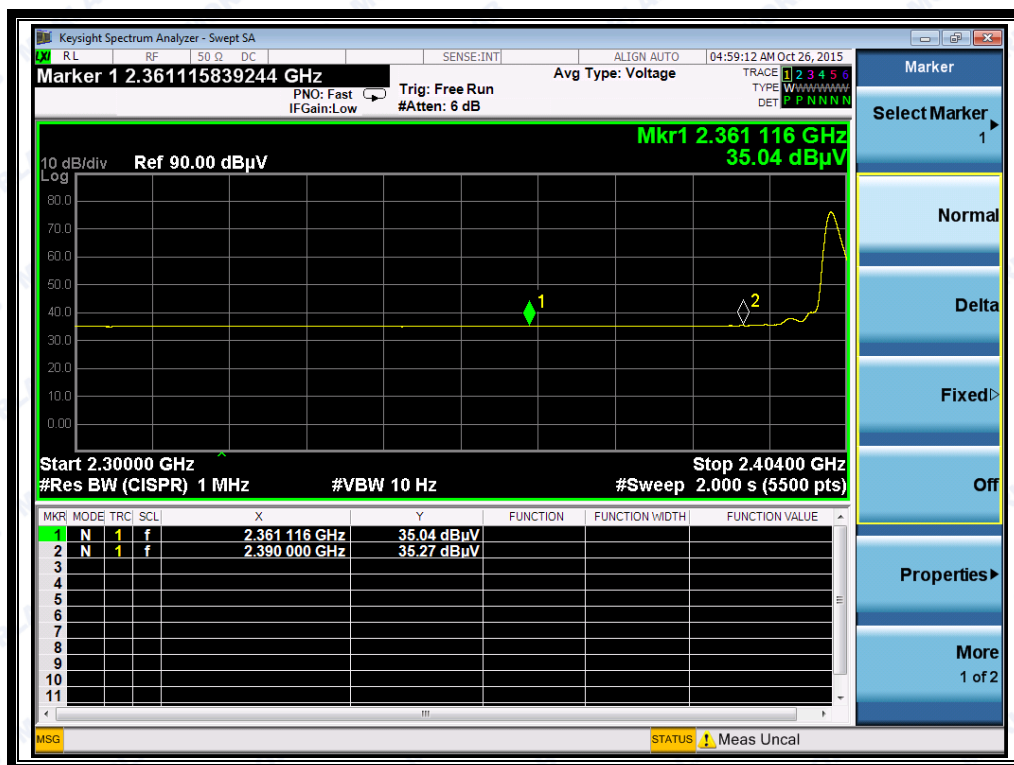 Keysight Spectrum Analyzer - Swept SA
LXI RL RF 50 Ω DC SENSE:INT ALIGN AUTO 04:59:12 AM Oct 26, 2015
Marker 1 2.361115839244 GHz
PNO: Fast
IFGain:Low
Trig: Free Run
#Atten: 6 dB
Avg Type: Voltage
TRACE 1 2 3 4 5 6
TYPE WWWWWW
DET P P N N N N
Mkr1 2.361 116 GHz
35.04 dBµV
10 dB/div Ref 90.00 dBµV
Log
80.0
70.0
60.0
50.0
40.0
30.0
20.0
10.0
0.00
1
2
Start 2.30000 GHz Stop 2.40400 GHz
#Res BW (CISPR) 1 MHz #VBW 10 Hz #Sweep 2.000 s (5500 pts)
MKR MODE TRC SCL X Y FUNCTION FUNCTION WIDTH FUNCTION VALUE
1 N 1 f 2.361 116 GHz 35.04 dBµV
2 N 1 f 2.390 000 GHz 35.27 dBµV
3
4
5
6
7
8
9
10
11
MSG STATUS Meas Uncal
Marker
Select Marker
1
Normal
Delta
Fixed
Off
Properties
More
1 of 2